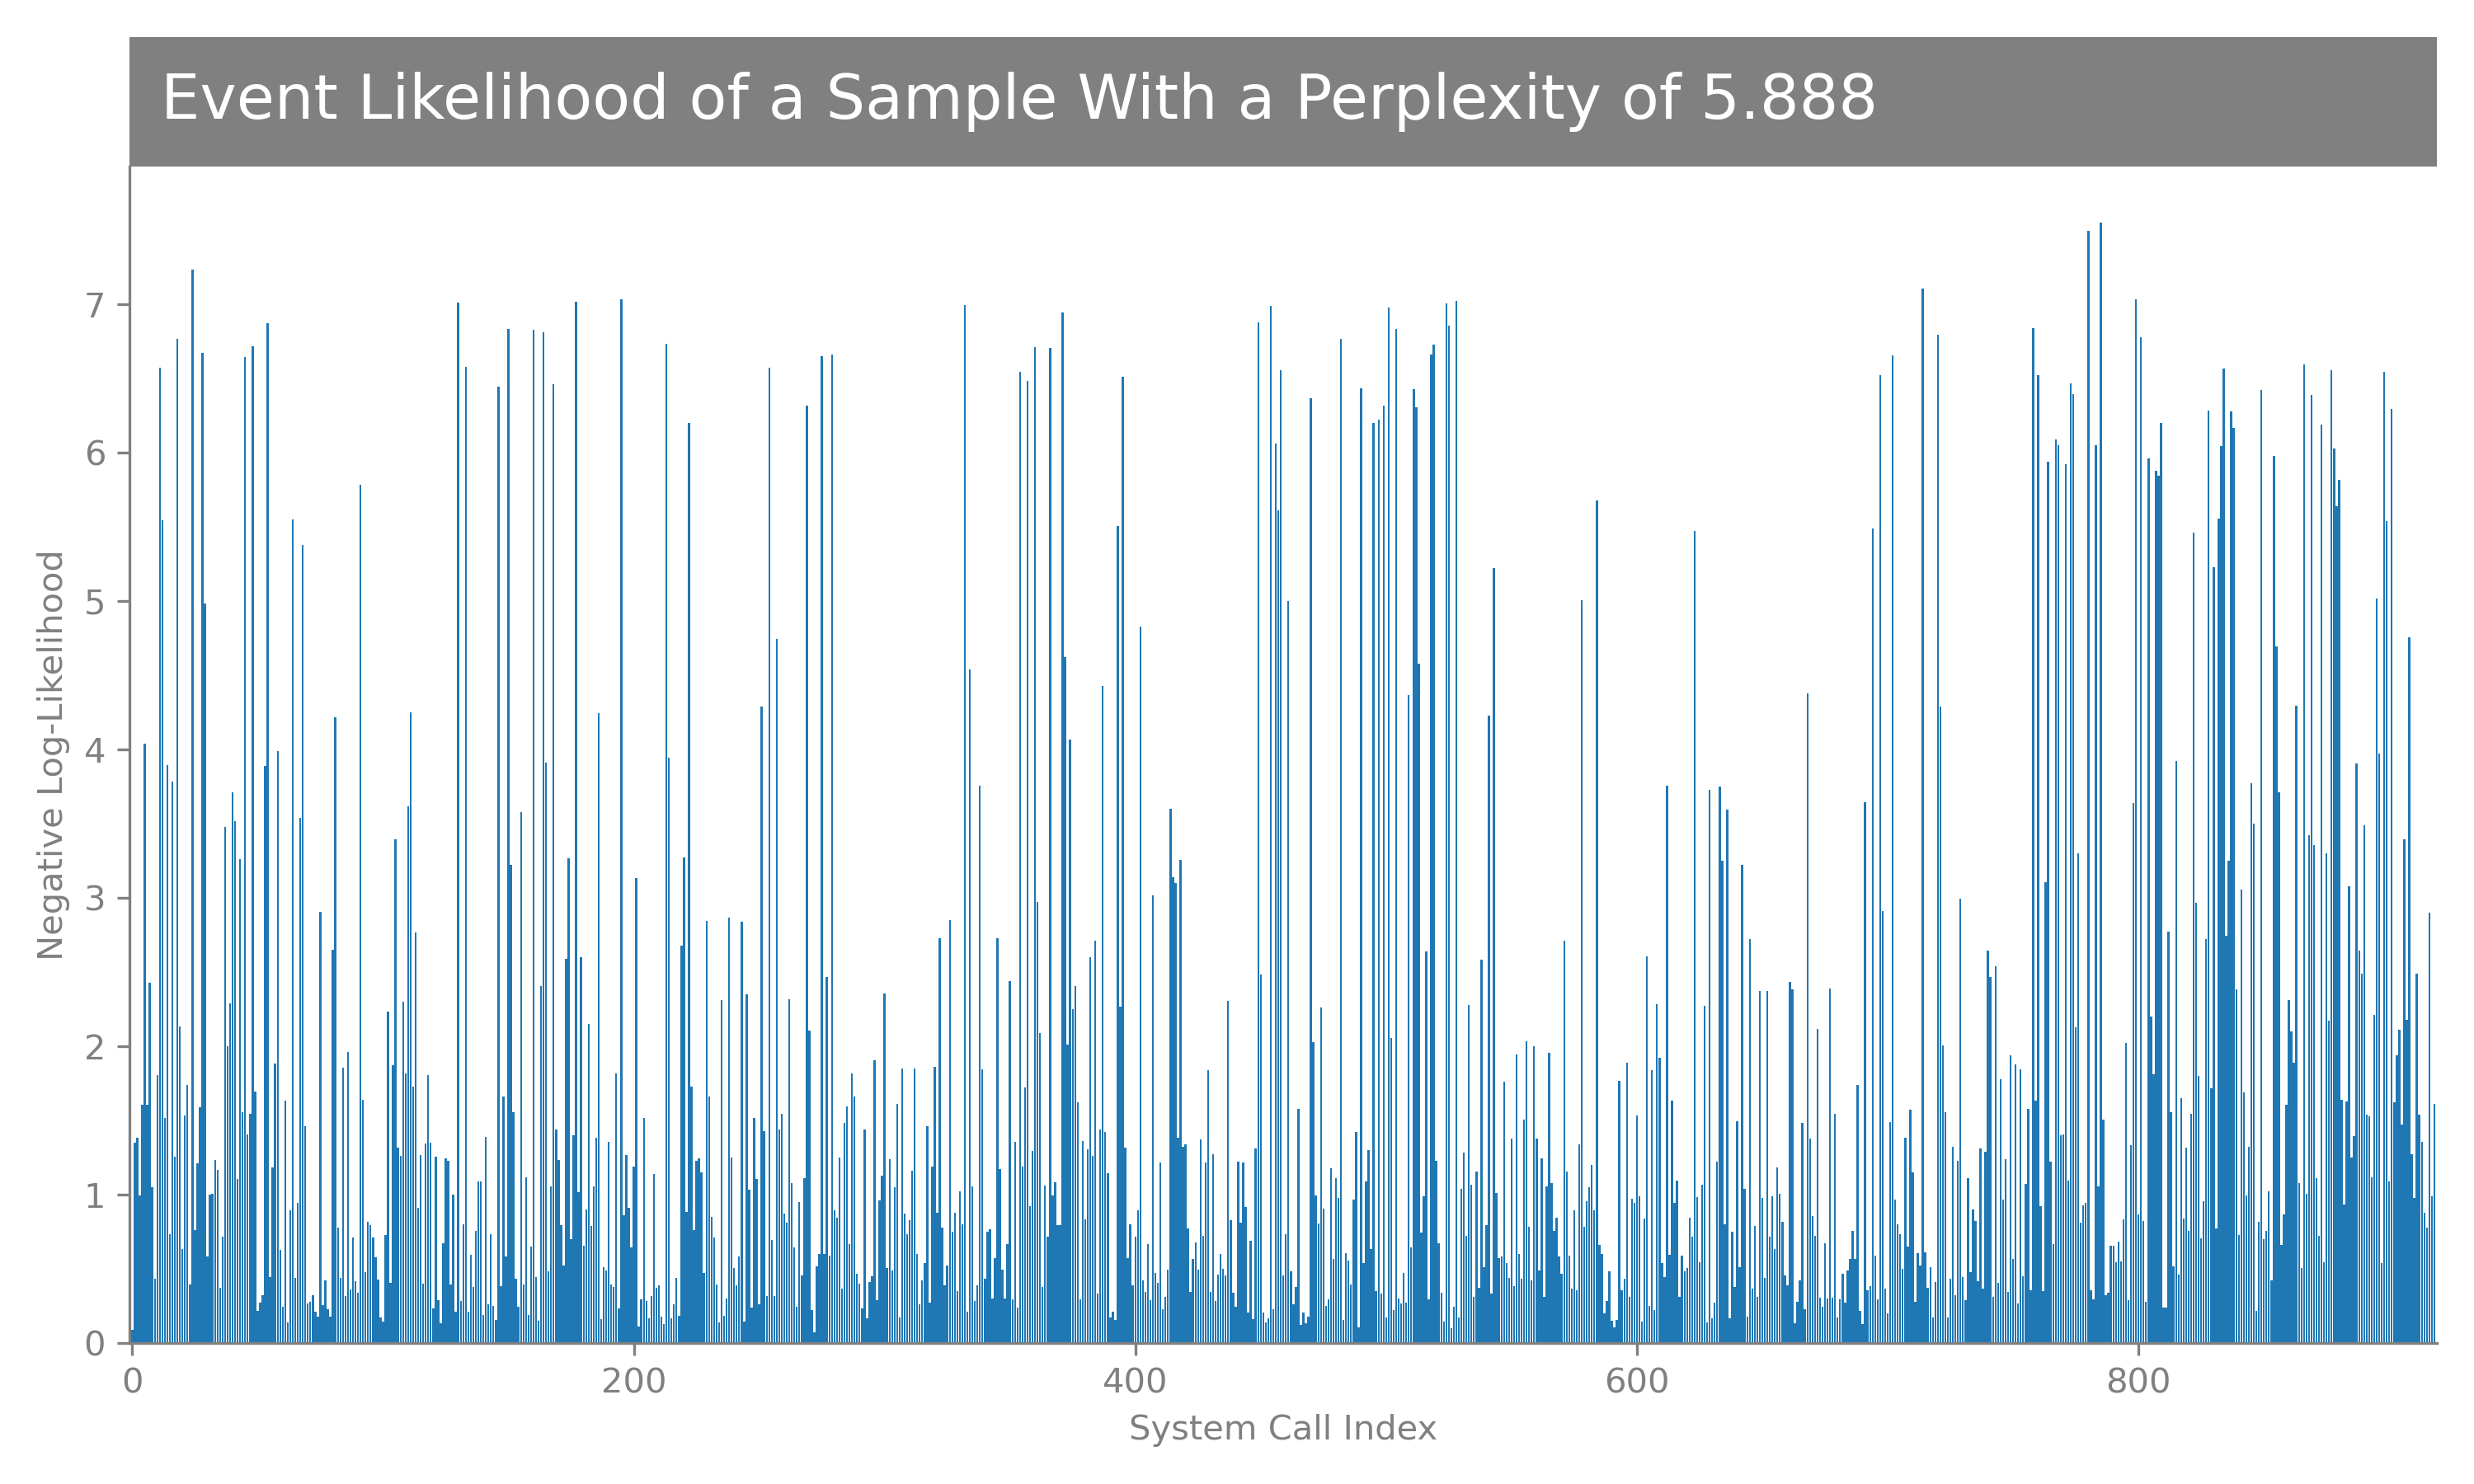 Event Likelihood of a Sample With a Perplexity of 5.888
7
6
5
4
3
2
1
0
Negative Log-Likelihood
0 200 400 600 800
System Call Index